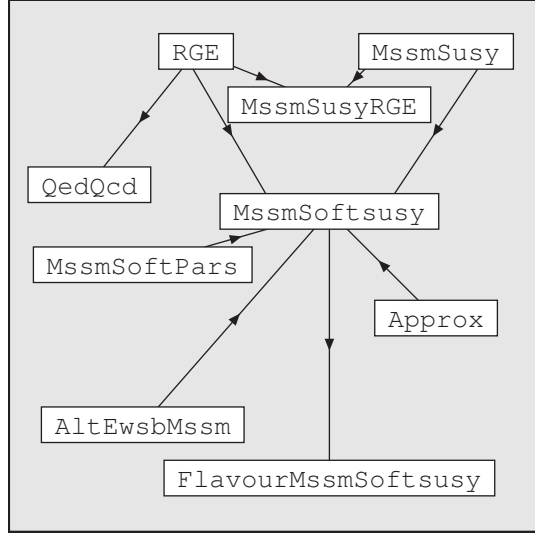 RGE
MssmSusy
MssmSusyRGE
QedQcd
MssmSoftsusy
MssmSoftPars
Approx
AltEwsbMssm
FlavourMssmSoftsusy